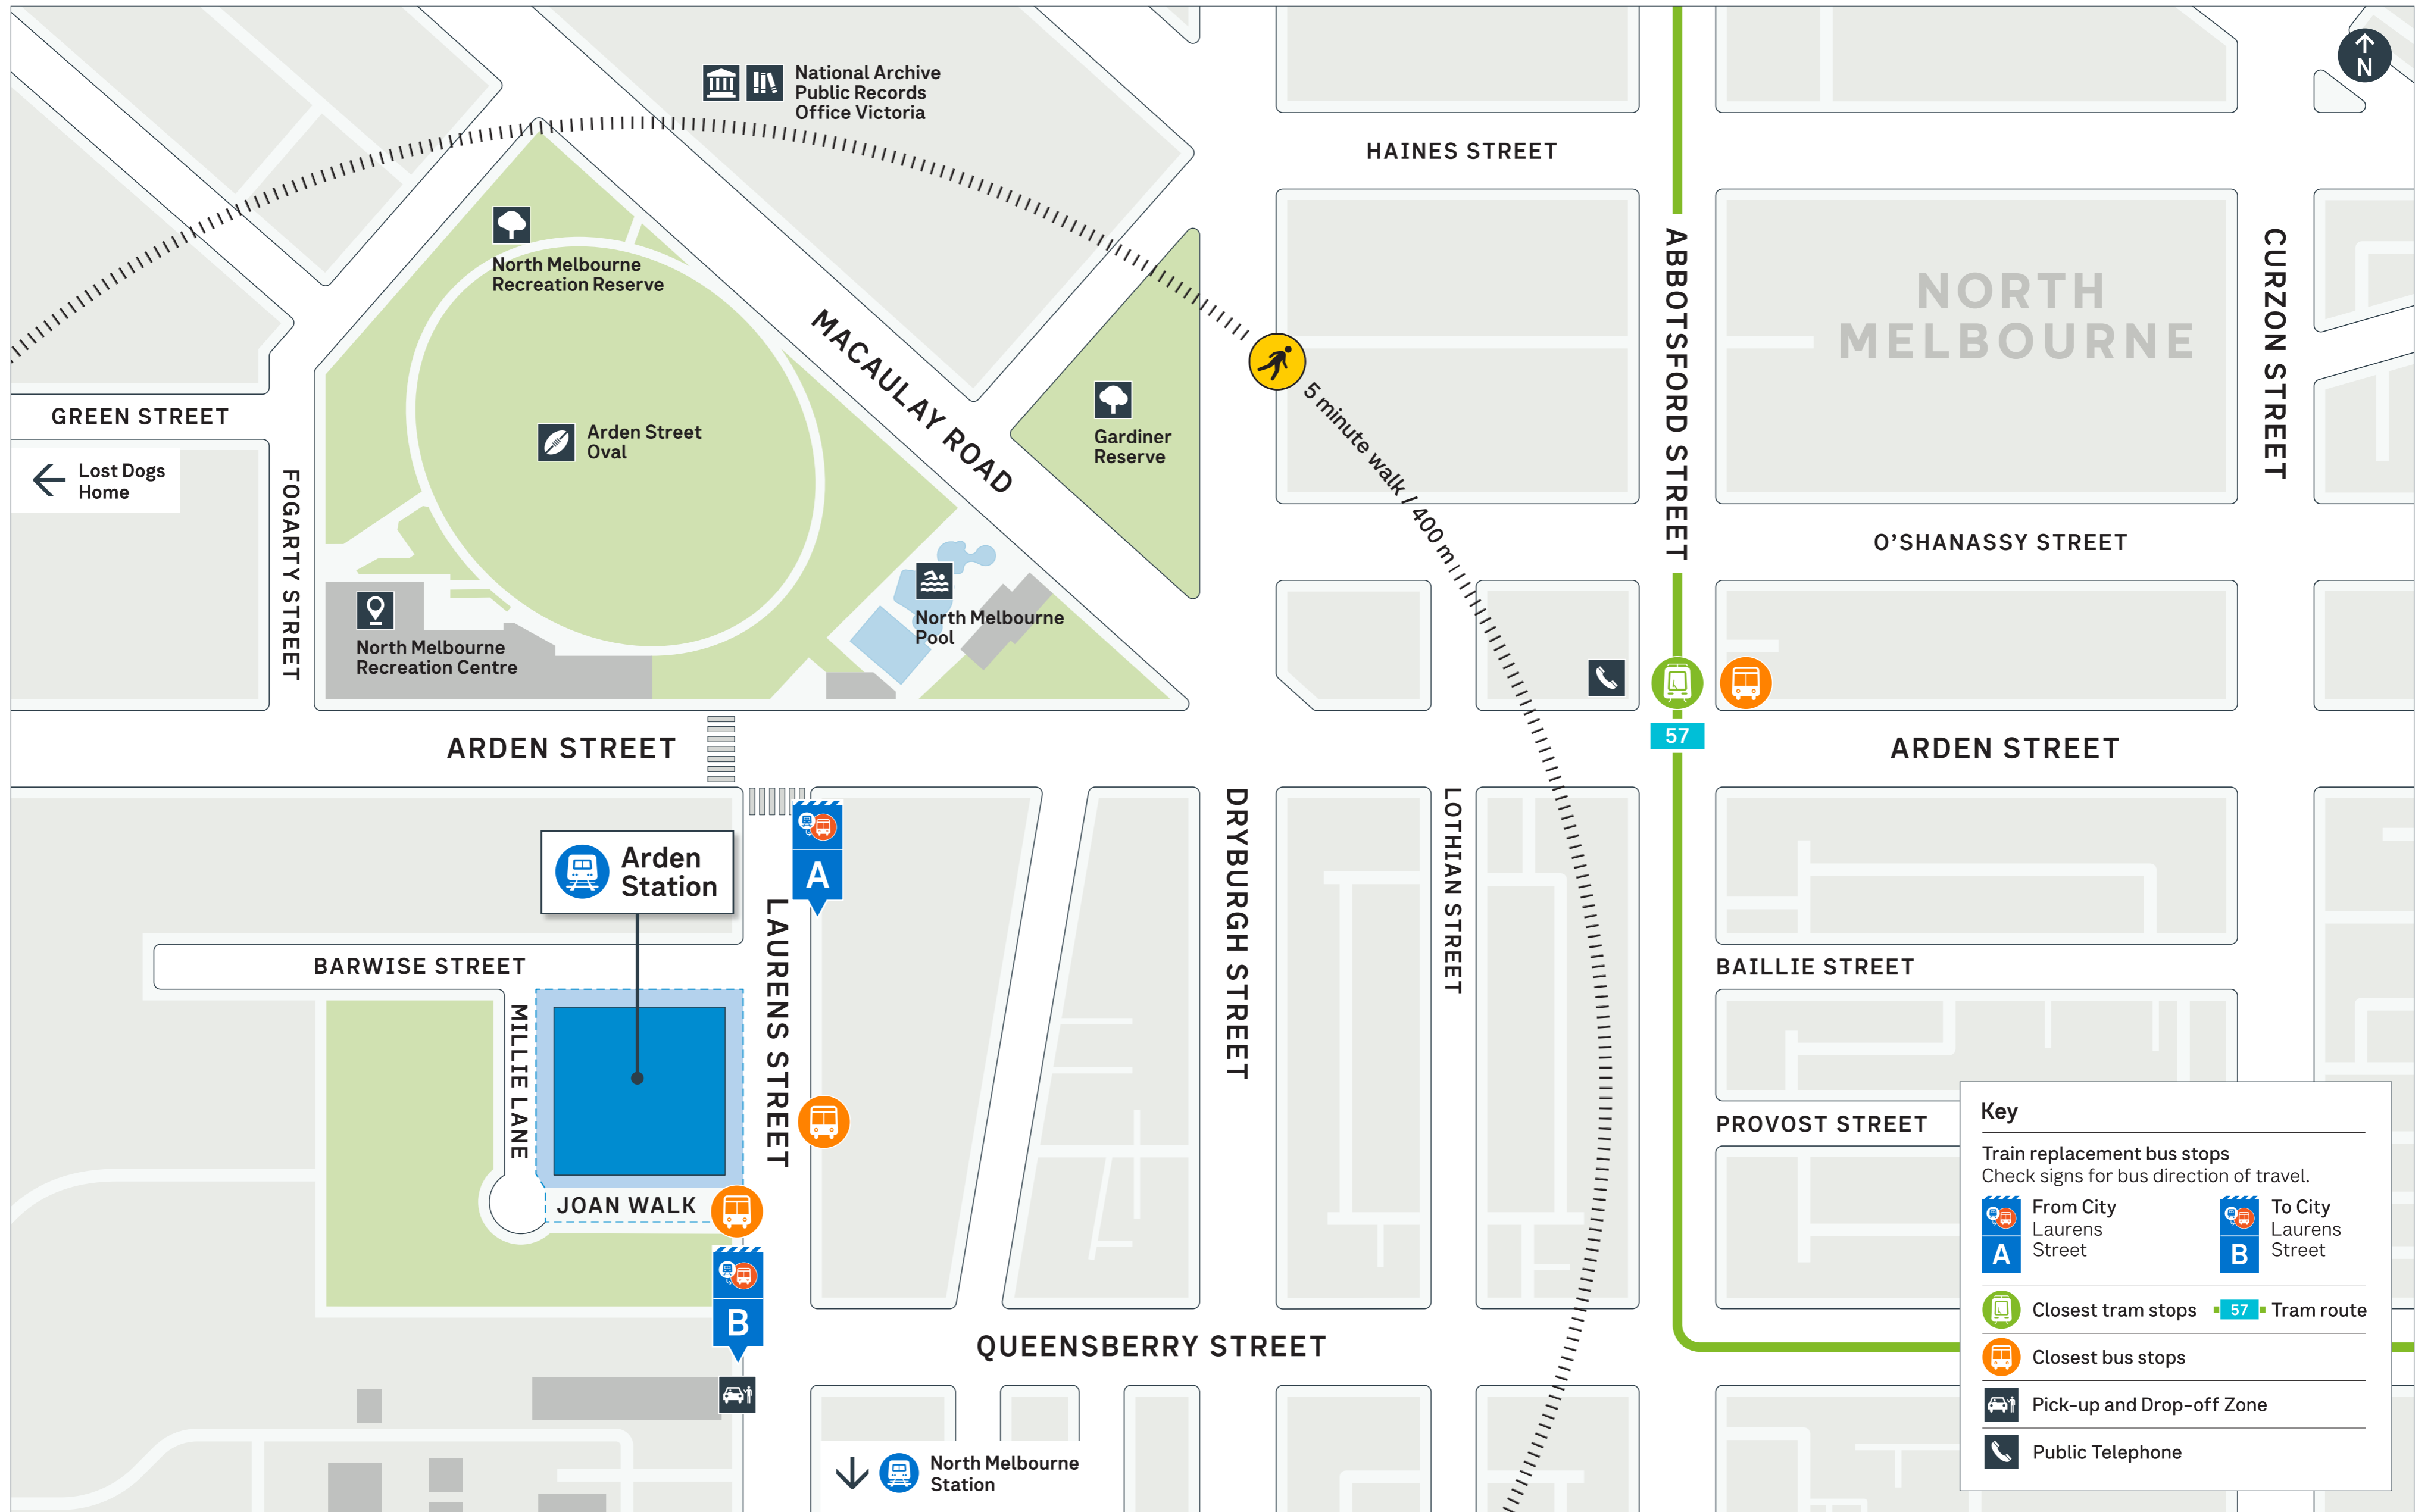 National Archive
Public Records
Office Victoria
N
HAINES STREET
North Melbourne
Recreation Reserve
MACAULAY ROAD
ABBOTSFORD STREET
NORTH
MELBOURNE
CURZON STREET
GREEN STREET
Arden Street
Oval
Gardiner
Reserve
5 minute walk / 400 m
Lost Dogs
Home
FOGARTY STREET
O'SHANASSY STREET
North Melbourne
Pool
North Melbourne
Recreation Centre
57
ARDEN STREET
ARDEN STREET
Arden
Station
A
LAURENS STREET
DRYBURGH STREET
LOTHIAN STREET
BARWISE STREET
BAILLIE STREET
MILLIE LANE
PROVOST STREET
JOAN WALK
B
QUEENSBERRY STREET
North Melbourne
Station
Key
Train replacement bus stops
Check signs for bus direction of travel.
A
From City
Laurens
Street
B
To City
Laurens
Street
Closest tram stops
57
Tram route
Closest bus stops
Pick-up and Drop-off Zone
Public Telephone